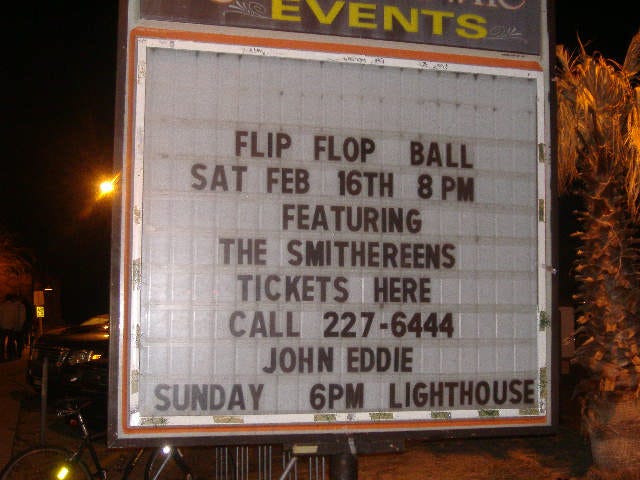 EVENTS
FLIP FLOP BALL
SAT FEB 16TH 8 PM
FEATURING
THE SMITHEREENS
TICKETS HERE
CALL 227-6444
JOHN EDDIE
SUNDAY 6PM LIGHTHOUSE